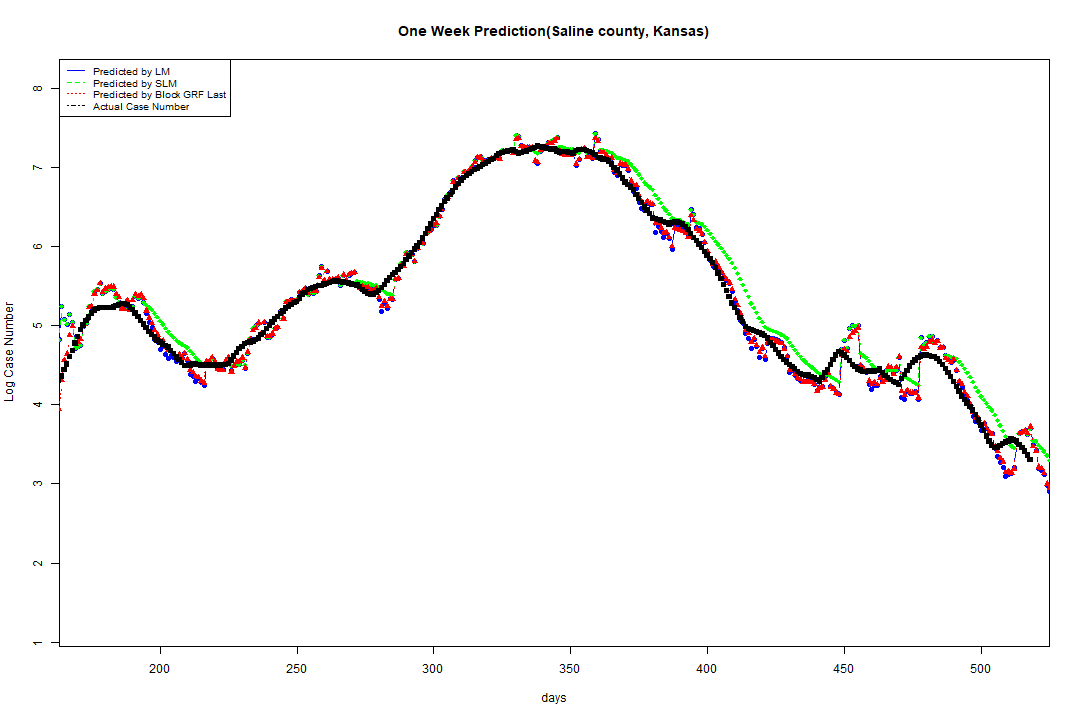 One Week Prediction(Saline county, Kansas)
Predicted by LM
Predicted by SLM
Predicted by Block GRF Last
Actual Case Number
8
7
6
5
4
3
2
1
Log Case Number
200 250 300 350 400 450 500
days